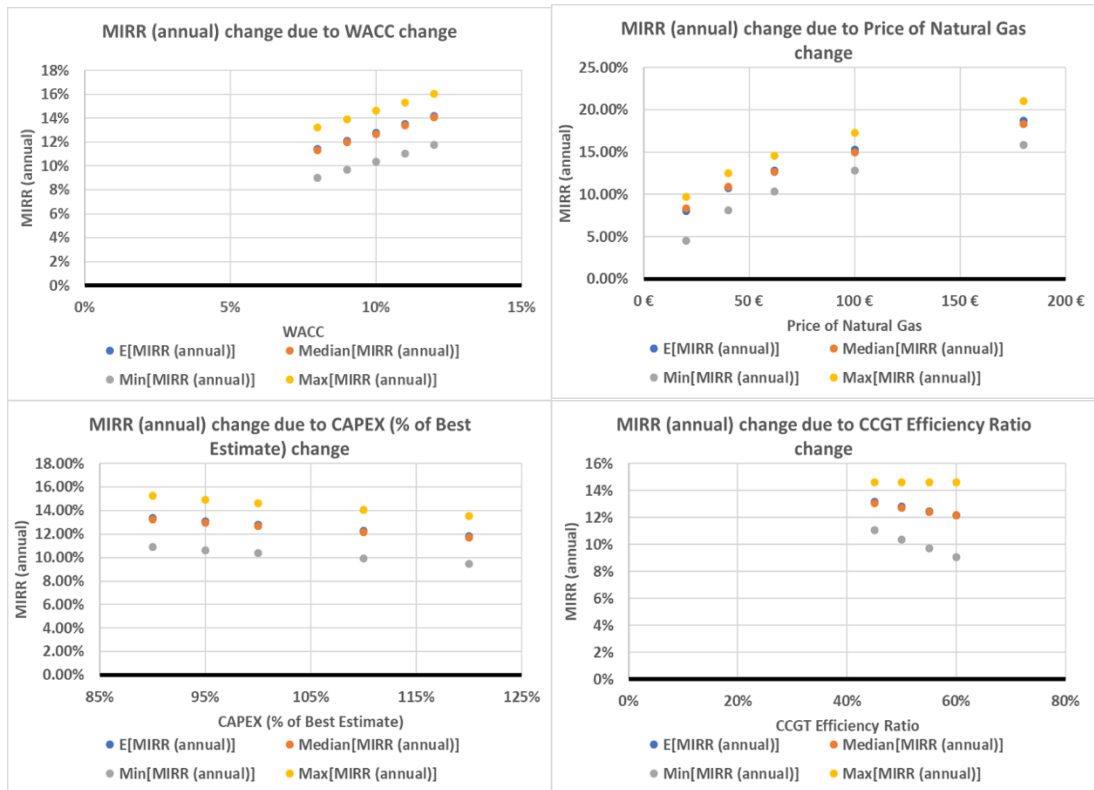 MIRR (annual) change due to WACC change
18%
16%
14%
12%
10%
8%
6%
4%
2%
0%
MIRR (annual)
0% 5% 10% 15%
WACC
E[MIRR (annual)] Median[MIRR (annual)]
Min[MIRR (annual)] Max[MIRR (annual)]
MIRR (annual) change due to Price of Natural Gas
change
25.00%
20.00%
15.00%
10.00%
5.00%
0.00%
MIRR (annual)
0 € 50 € 100 € 150 € 200 €
Price of Natural Gas
E[MIRR (annual)] Median[MIRR (annual)]
Min[MIRR (annual)] Max[MIRR (annual)]
MIRR (annual) change due to CAPEX (% of Best
Estimate) change
18.00%
16.00%
14.00%
12.00%
10.00%
8.00%
6.00%
4.00%
2.00%
0.00%
MIRR (annual)
85% 95% 105% 115% 125%
CAPEX (% of Best Estimate)
E[MIRR (annual)] Median[MIRR (annual)]
Min[MIRR (annual)] Max[MIRR (annual)]
MIRR (annual) change due to CCGT Efficiency Ratio
change
16%
14%
12%
10%
8%
6%
4%
2%
0%
MIRR (annual)
0% 20% 40% 60% 80%
CCGT Efficiency Ratio
E[MIRR (annual)] Median[MIRR (annual)]
Min[MIRR (annual)] Max[MIRR (annual)]